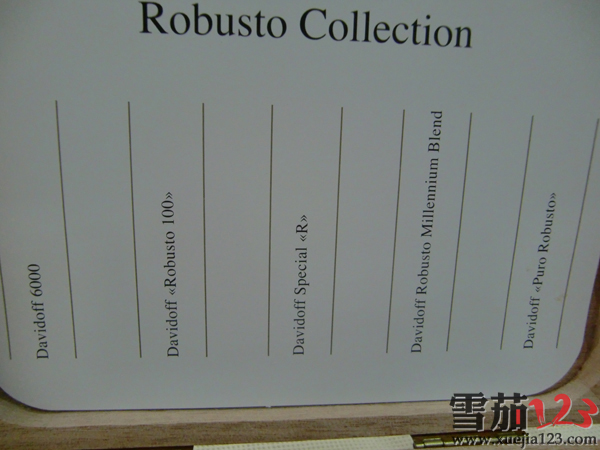 Robusto Collection
Davidoff 6000
Davidoff «Robusto 100»
Davidoff Special «R»
Davidoff Robusto Millennium Blend
Davidoff «Puro Robusto»
雪茄123
www.xuejia123.com